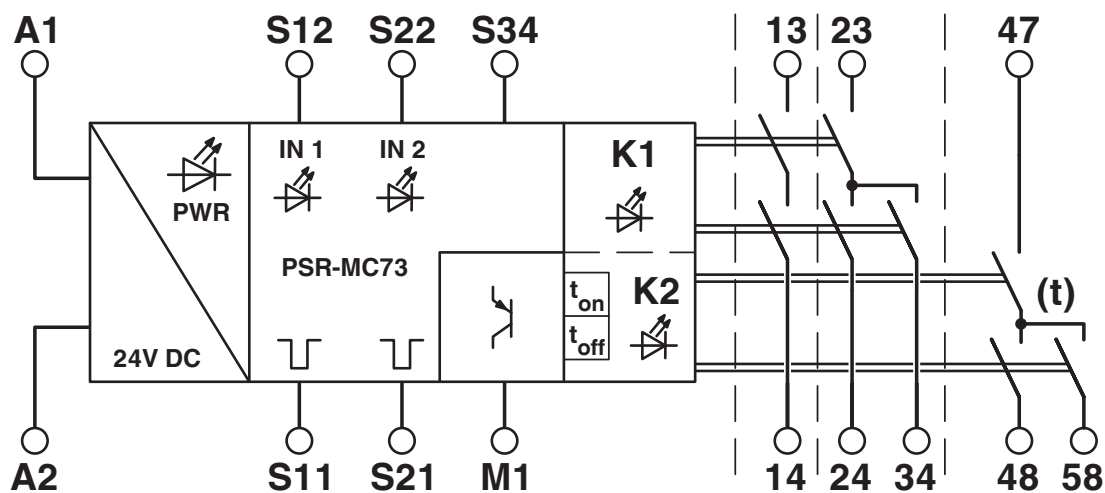 A1 S12 S22 S34 13 23 47
IN 1 IN 2 K1
PWR
PSR-MC73
t on K2 (t)
t off
24V DC
A2 S11 S21 M1 14 24 34 48 58